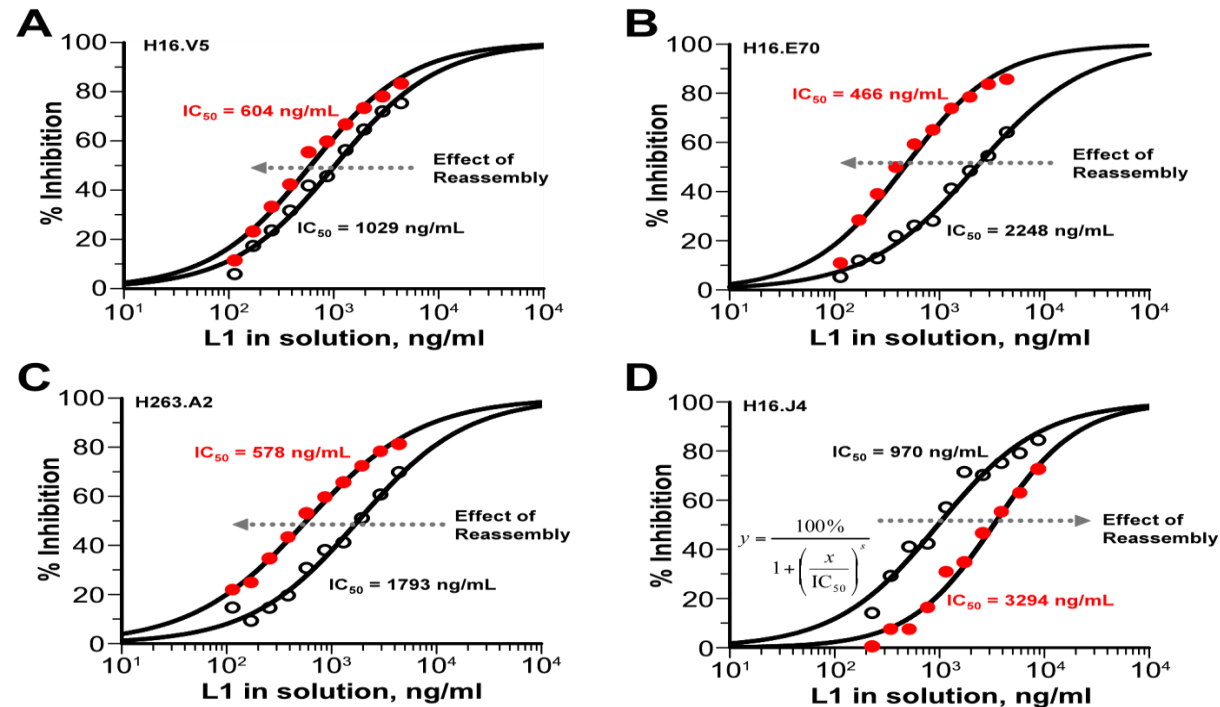 A
H16.V5
100
80
60
40
20
0
% Inhibition
IC50 = 604 ng/mL
Effect of
Reassembly
IC50 = 1029 ng/mL
10¹ 10² 10³ 10⁴
L1 in solution, ng/ml
B
H16.E70
100
80
60
40
20
0
% Inhibition
IC50 = 466 ng/mL
Effect of
Reassembly
IC50 = 2248 ng/mL
10¹ 10² 10³ 10⁴
L1 in solution, ng/ml
C
H263.A2
100
80
60
40
20
0
% Inhibition
IC50 = 578 ng/mL
Effect of
Reassembly
IC50 = 1793 ng/mL
10¹ 10² 10³ 10⁴
L1 in solution, ng/ml
D
H16.J4
100
80
60
40
20
0
% Inhibition
IC50 = 970 ng/mL
y = 100% / (1 + (x / IC50)^s)
Effect of
Reassembly
IC50 = 3294 ng/mL
10¹ 10² 10³ 10⁴
L1 in solution, ng/ml